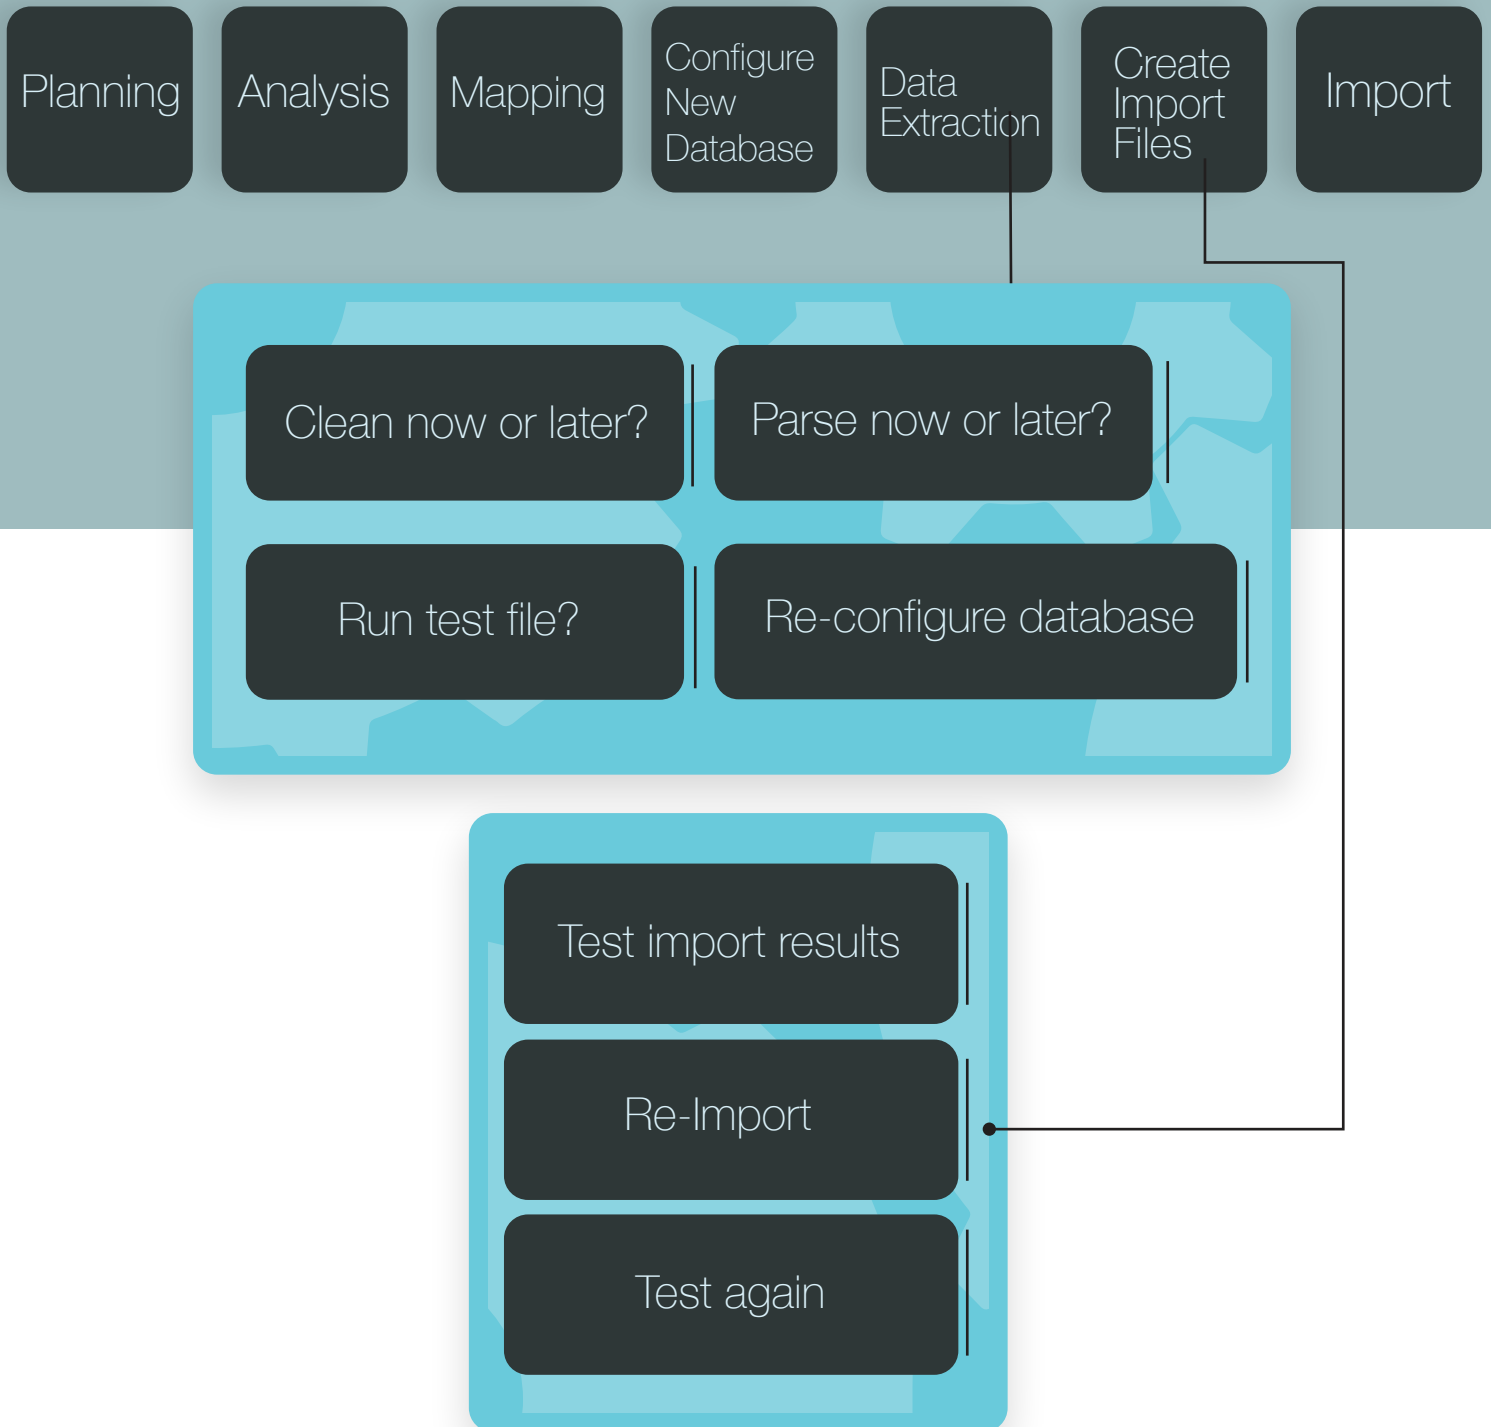 Planning
Analysis
Mapping
Configure
New
Database
Data
Extraction
Create
Import
Files
Import
Clean now or later?
Parse now or later?
Run test file?
Re-configure database
Test import results
Re-Import
Test again